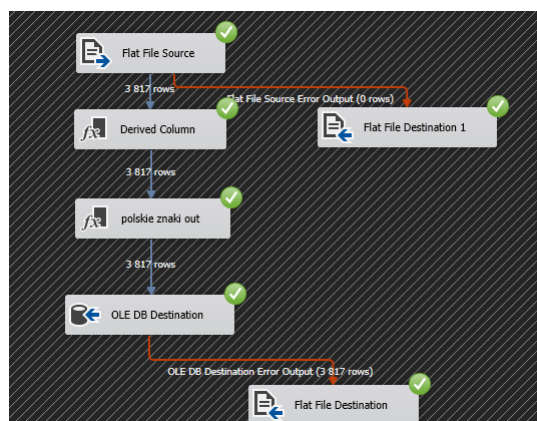 Flat File Source
3 817 rows
Flat File Source Error Output (0 rows)
fx Derived Column
Flat File Destination 1
3 817 rows
fx polskie znaki out
3 817 rows
OLE DB Destination
OLE DB Destination Error Output (3 817 rows)
Flat File Destination